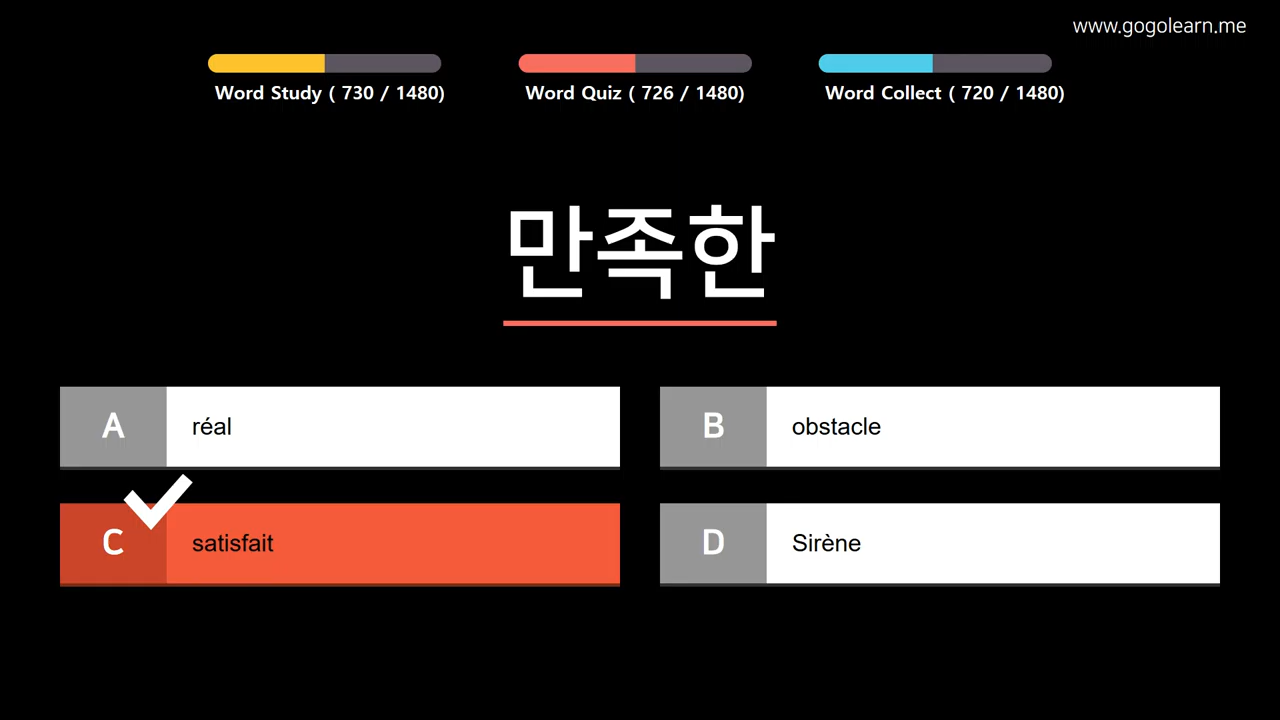 www.gogolearn.me
Word Study ( 730 / 1480)
Word Quiz ( 726 / 1480)
Word Collect ( 720 / 1480)
만족한
A réal
B obstacle
C satisfait
D Sirène